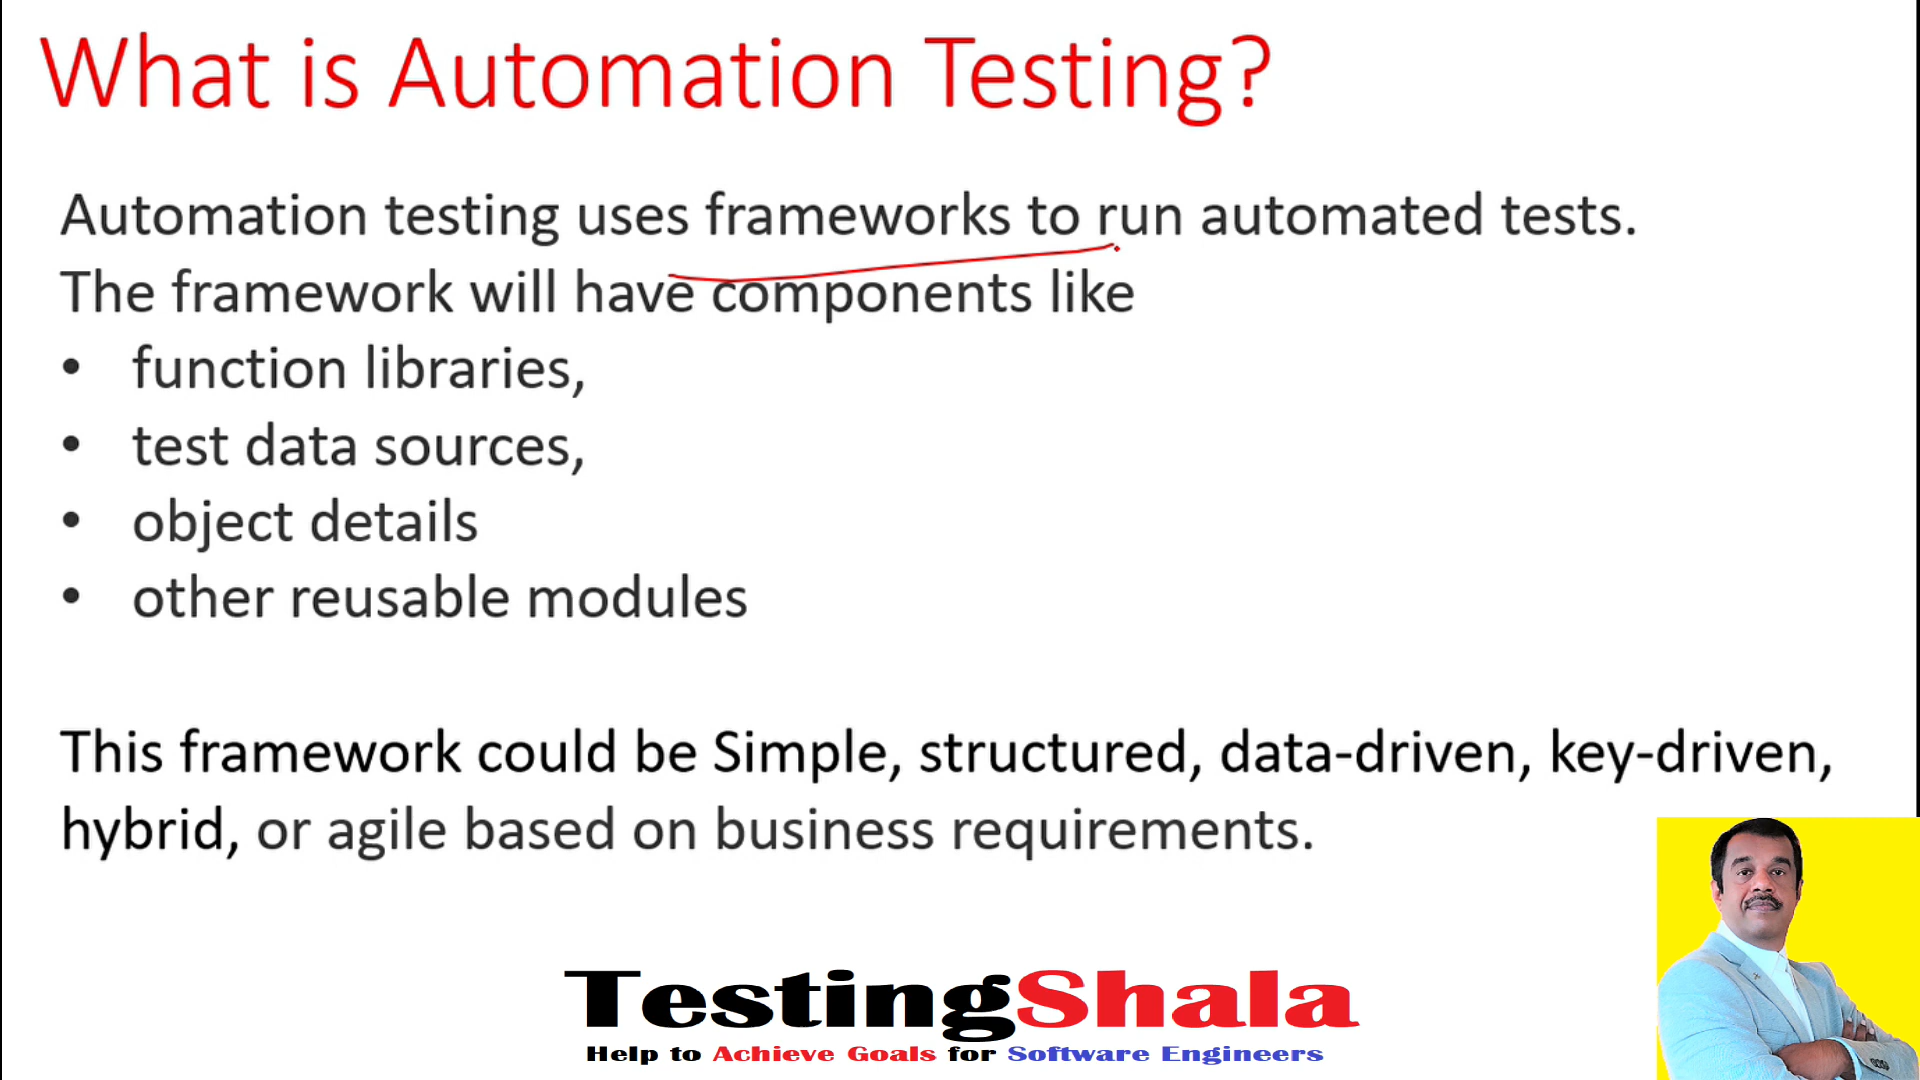 What is Automation Testing?
Automation testing uses frameworks to run automated tests.
The framework will have components like
• function libraries,
• test data sources,
• object details
• other reusable modules
This framework could be Simple, structured, data-driven, key-driven,
hybrid, or agile based on business requirements.
TestingShala
Help to Achieve Goals for Software Engineers